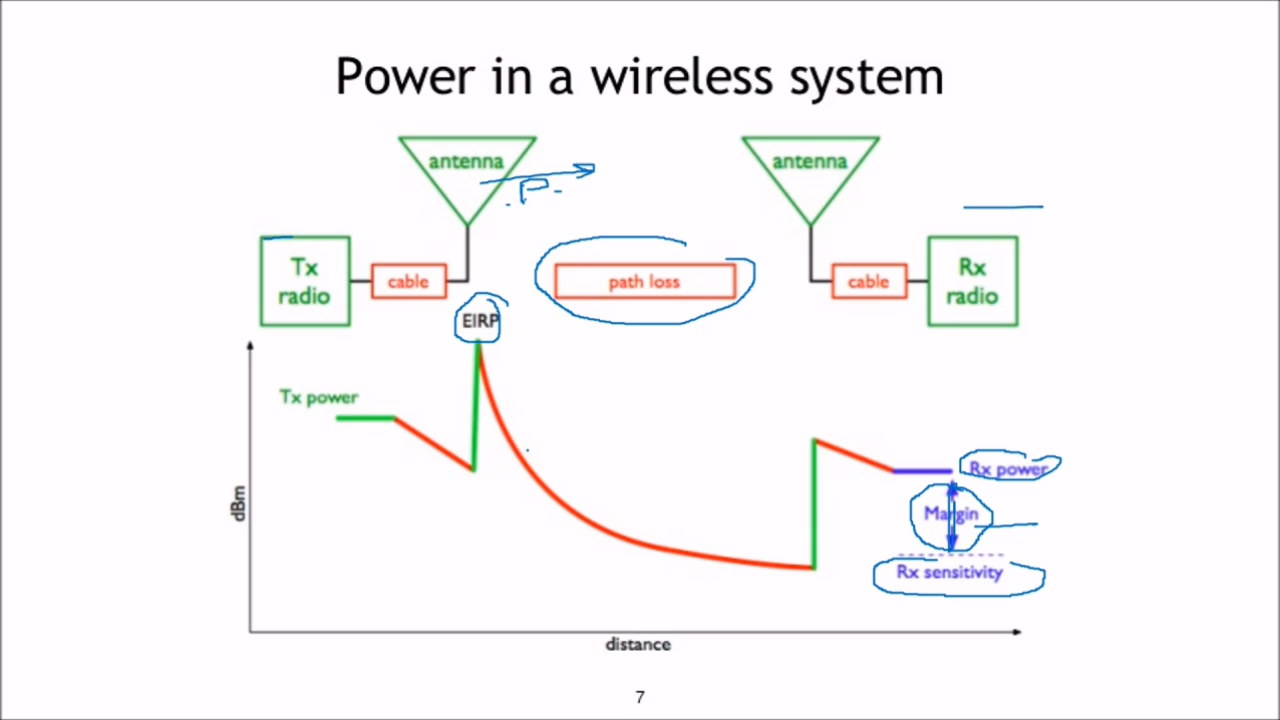 Power in a wireless system
antenna
antenna
P
Tx
radio
cable
path loss
cable
Rx
radio
EIRP
Tx power
Rx power
Margin
Rx sensitivity
dBm
distance
7